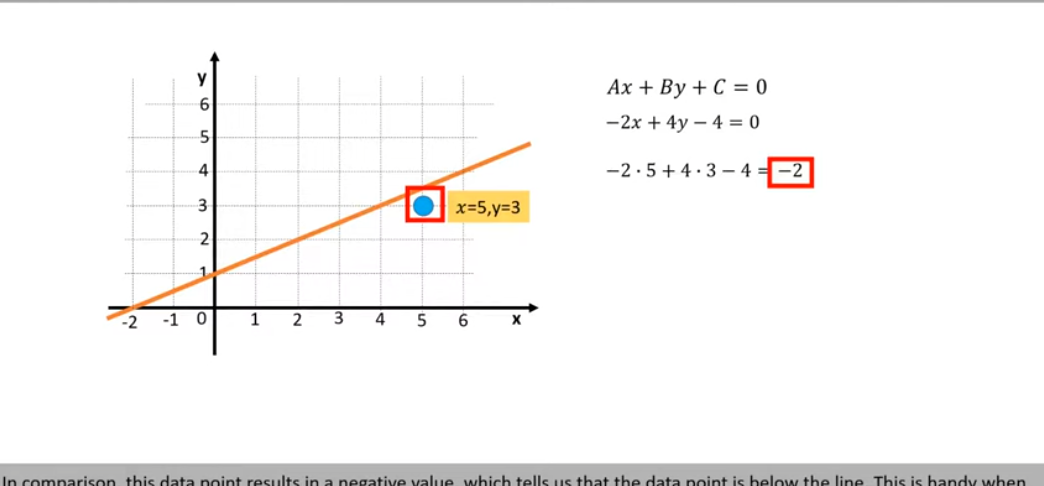 y
6
5
4
3
2
1
-2 -1 0 1 2 3 4 5 6 x
x=5,y=3
Ax + By + C = 0
−2x + 4y − 4 = 0
−2 · 5 + 4 · 3 − 4 = −2
In comparison, this data point results in a negative value, which tells us that the data point is below the line. This is handy when